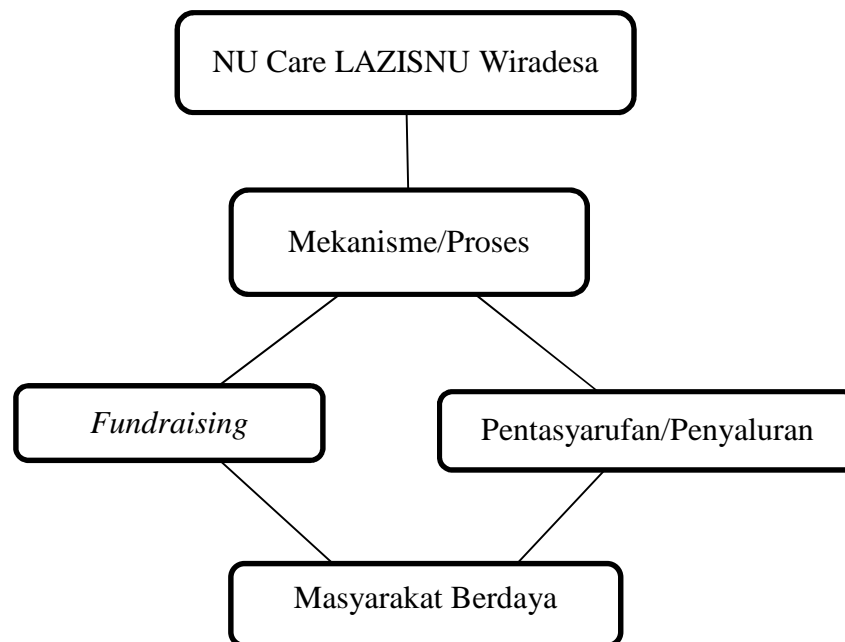 NU Care LAZISNU Wiradesa
Mekanisme/Proses
Fundraising
Pentasyarufan/Penyaluran
Masyarakat Berdaya